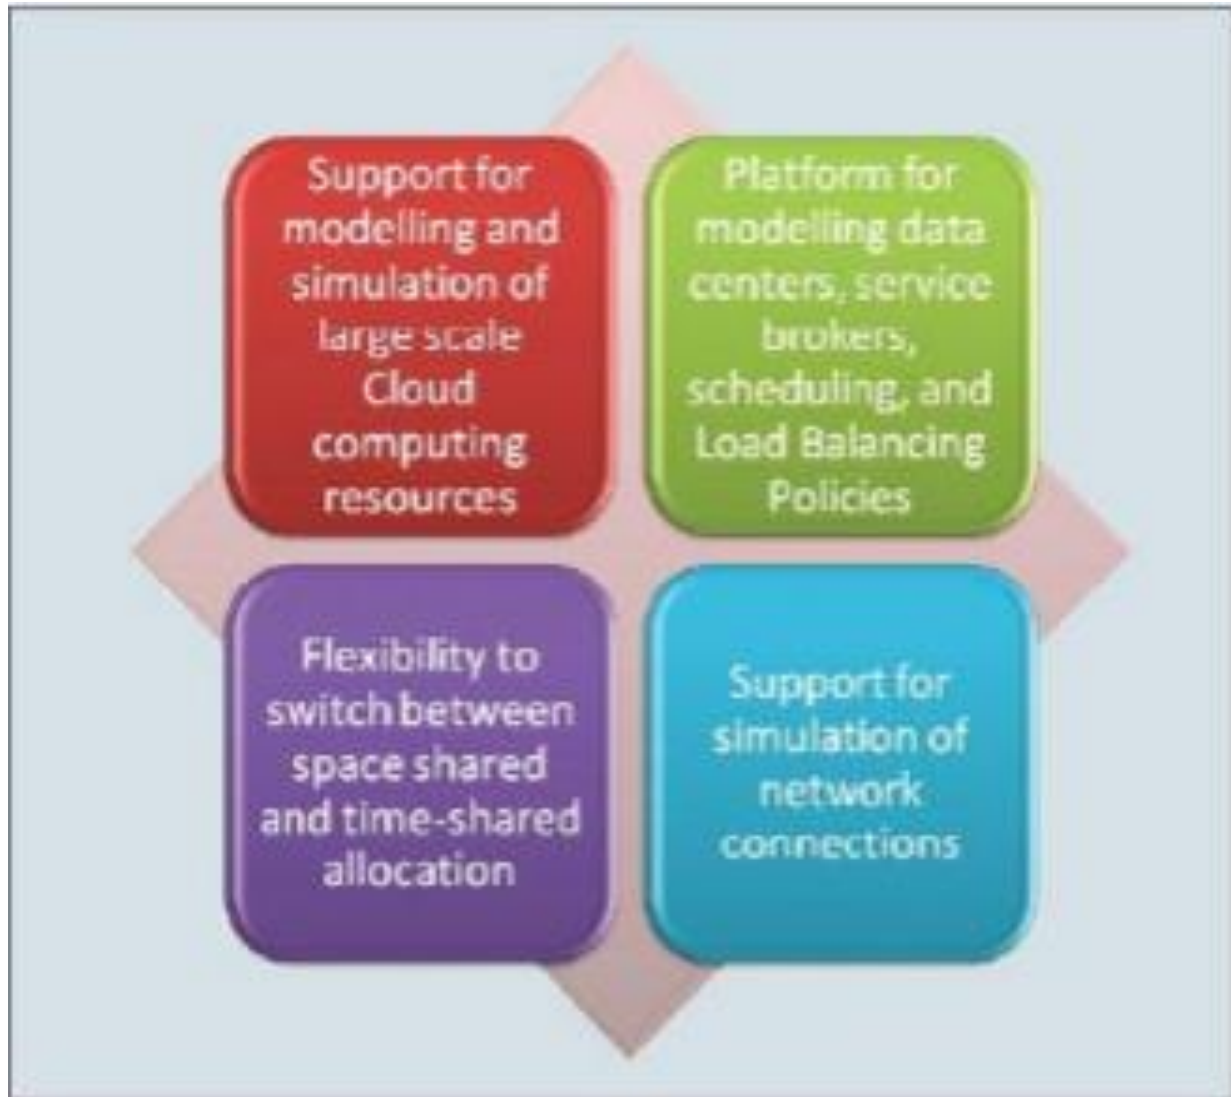 Support for
modelling and
simulation of
large scale
Cloud
computing
resources
Platform for
modelling data
centers, service
brokers,
scheduling, and
Load Balancing
Policies
Flexibility to
switch between
space shared
and time-shared
allocation
Support for
simulation of
network
connections